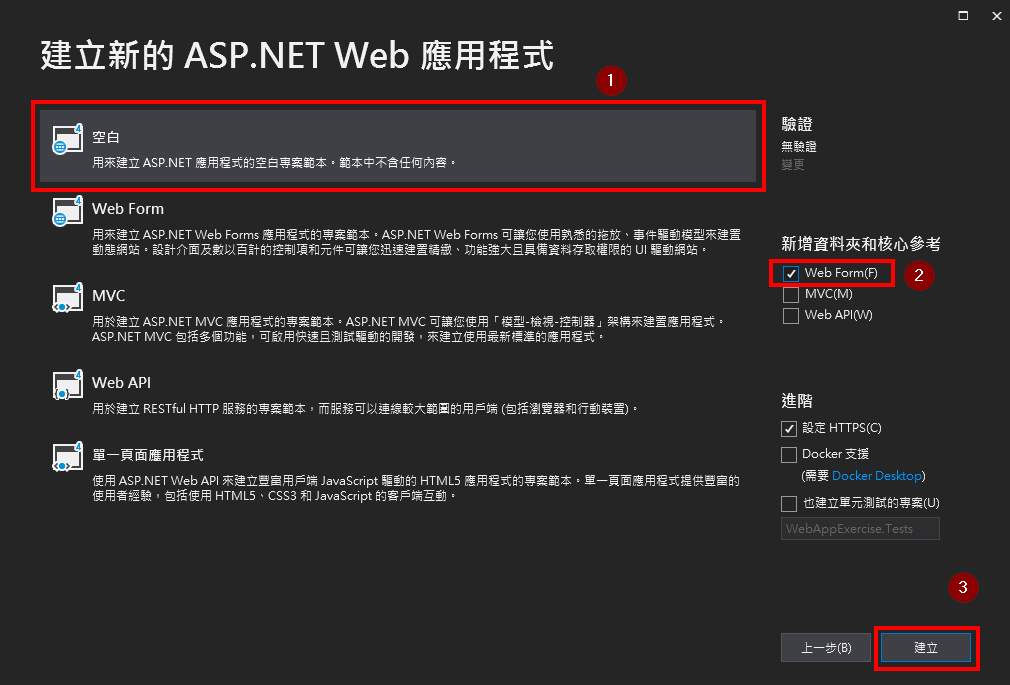 建立新的 ASP.NET Web 應用程式
1
空白
用來建立 ASP.NET 應用程式的空白專案範本。範本中不含任何內容。
Web Form
用來建立 ASP.NET Web Forms 應用程式的專案範本。ASP.NET Web Forms 可讓您使用熟悉的拖放、事件驅動模型來建置
動態網站。設計介面及數以百計的控制項和元件可讓您迅速建置精緻、功能強大且具備資料存取權限的 UI 驅動網站。
MVC
用於建立 ASP.NET MVC 應用程式的專案範本。ASP.NET MVC 可讓您使用「模型-檢視-控制器」架構來建置應用程式。
ASP.NET MVC 包括多個功能，可啟用快速且測試驅動的開發，來建立使用最新標準的應用程式。
Web API
用於建立 RESTful HTTP 服務的專案範本，而服務可以連線較大範圍的用戶端 (包括瀏覽器和行動裝置)。
單一頁面應用程式
使用 ASP.NET Web API 來建立豐富用戶端 JavaScript 驅動的 HTML5 應用程式的專案範本。單一頁面應用程式提供豐富的
使用者經驗，包括使用 HTML5、CSS3 和 JavaScript 的客戶端互動。
驗證
無驗證
變更
新增資料夾和核心參考
Web Form(F)
2
MVC(M)
Web API(W)
進階
設定 HTTPS(C)
Docker 支援
(需要 Docker Desktop)
也建立單元測試的專案(U)
WebAppExercise.Tests
3
上一步(B)
建立